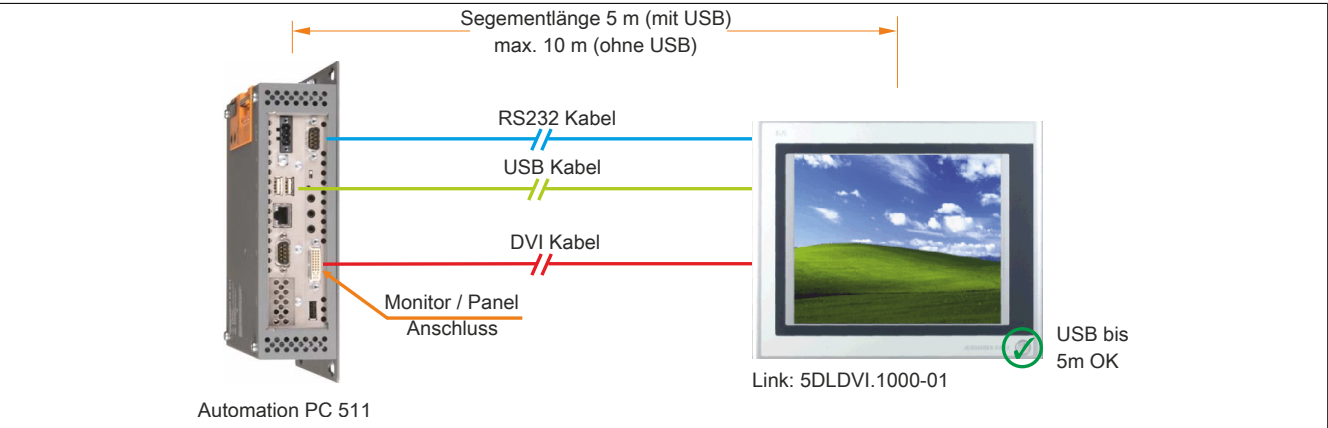 Segementlänge 5 m (mit USB)
max. 10 m (ohne USB)
RS232 Kabel
USB Kabel
DVI Kabel
Monitor / Panel
Anschluss
USB bis
5m OK
Link: 5DLDVI.1000-01
Automation PC 511